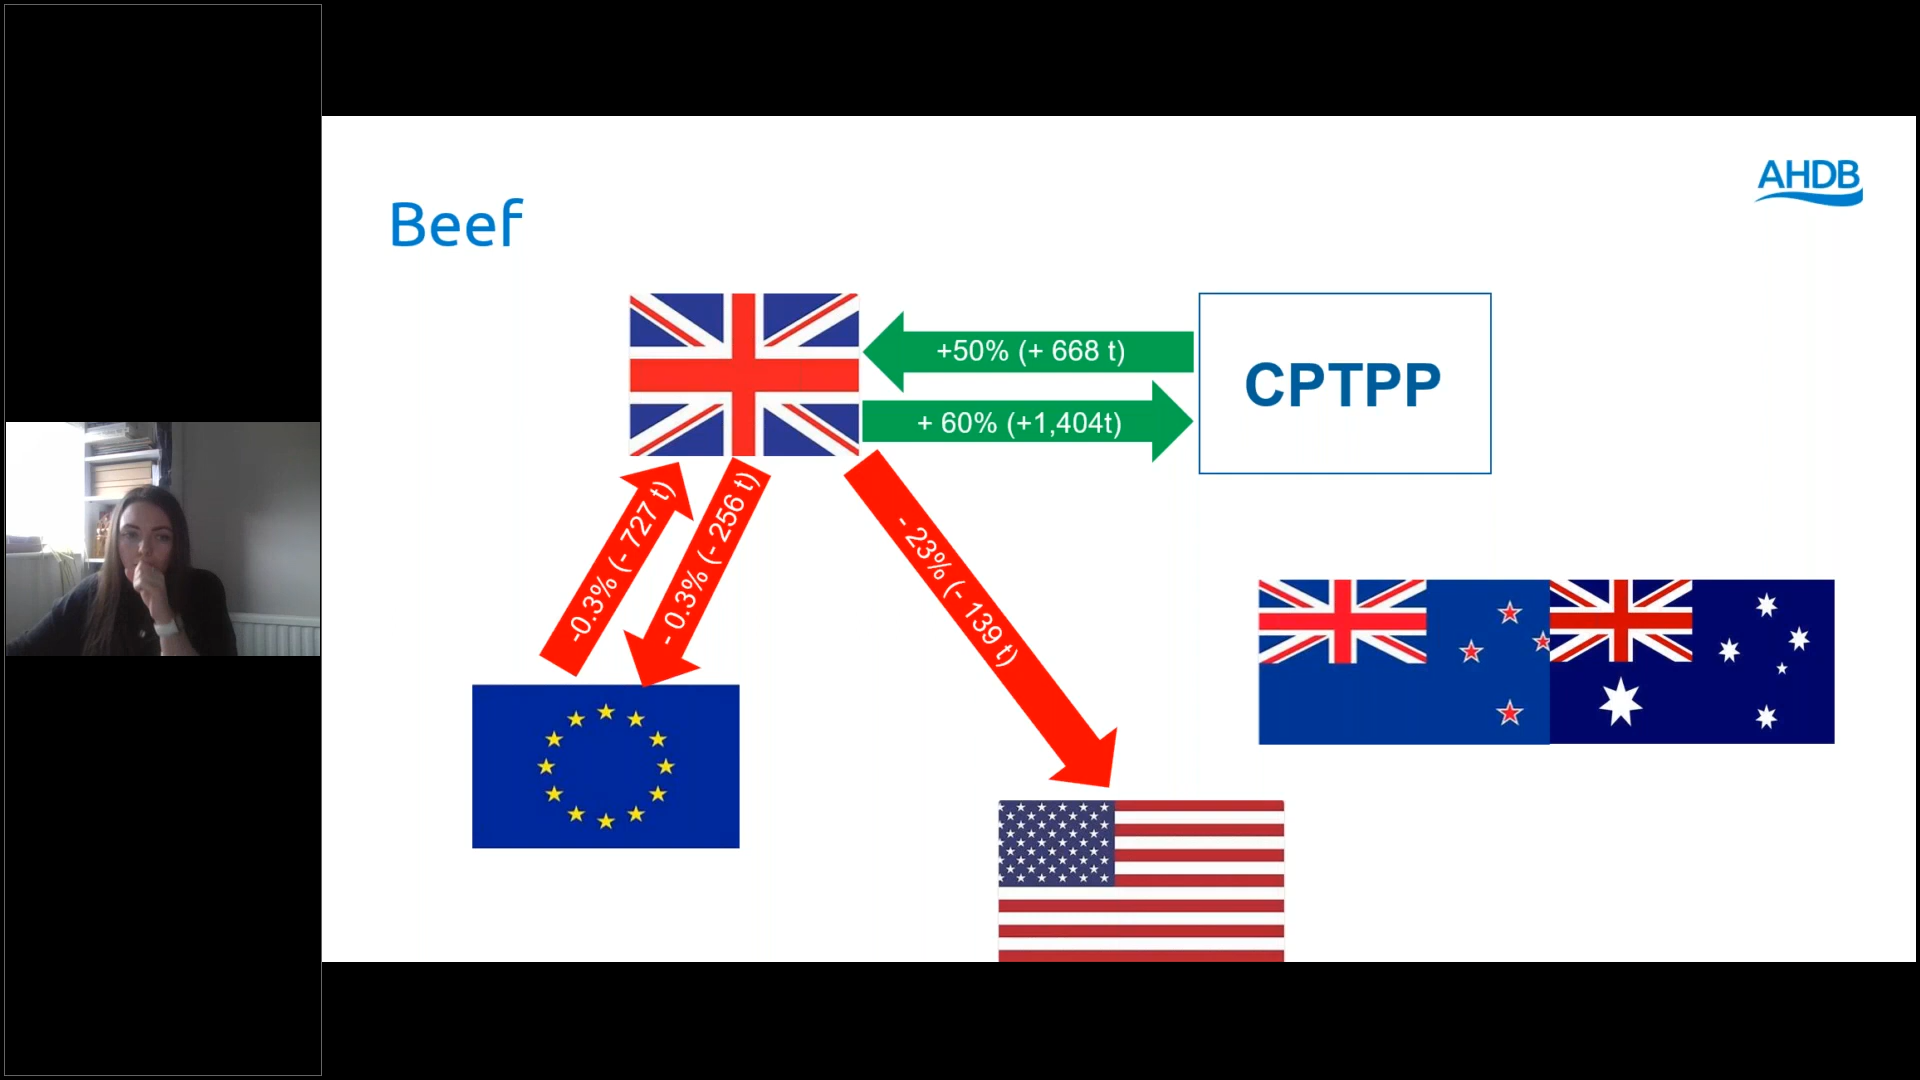 AHDB
Beef
+50% (+ 668 t)
CPTPP
+ 60% (+1,404t)
-0.3% (- 727 t)
- 0.3% (- 256 t)
- 23% (- 139 t)